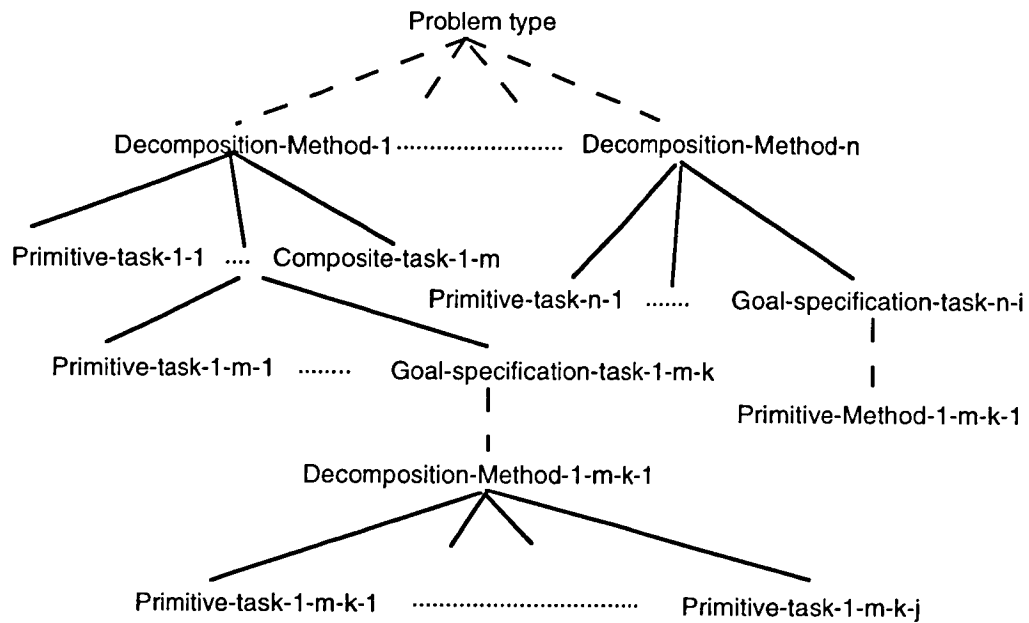 Problem type
Decomposition-Method-1 ........................ Decomposition-Method-n
Primitive-task-1-1 .... Composite-task-1-m
Primitive-task-n-1 ....... Goal-specification-task-n-i
Primitive-task-1-m-1 ........ Goal-specification-task-1-m-k
Primitive-Method-1-m-k-1
Decomposition-Method-1-m-k-1
Primitive-task-1-m-k-1 ................................ Primitive-task-1-m-k-j